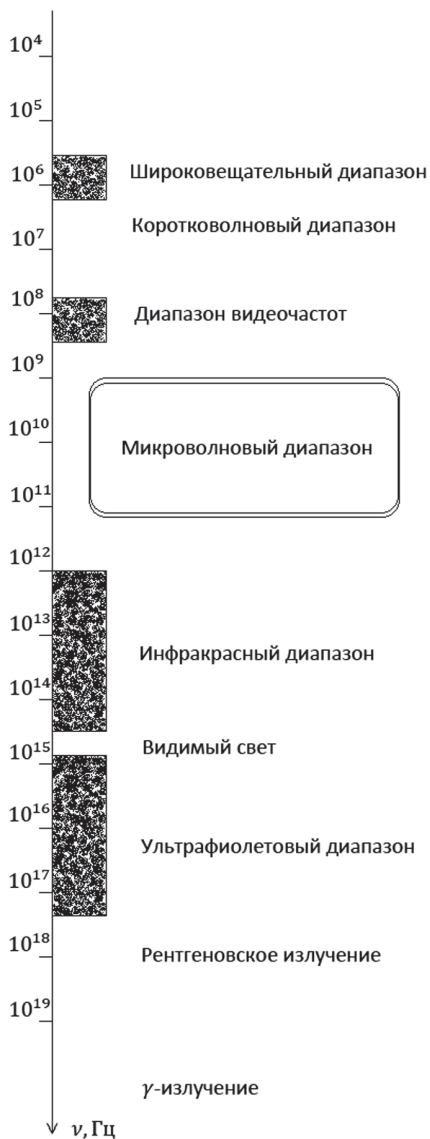 10⁴
10⁵
10⁶ Широковещательный диапазон
Коротковолновый диапазон
10⁷
10⁸ Диапазон видеочастот
10⁹
10¹⁰ Микроволновый диапазон
10¹¹
10¹²
10¹³
Инфракрасный диапазон
10¹⁴
10¹⁵ Видимый свет
10¹⁶
Ультрафиолетовый диапазон
10¹⁷
10¹⁸ Рентгеновское излучение
10¹⁹
γ-излучение
ν, Гц